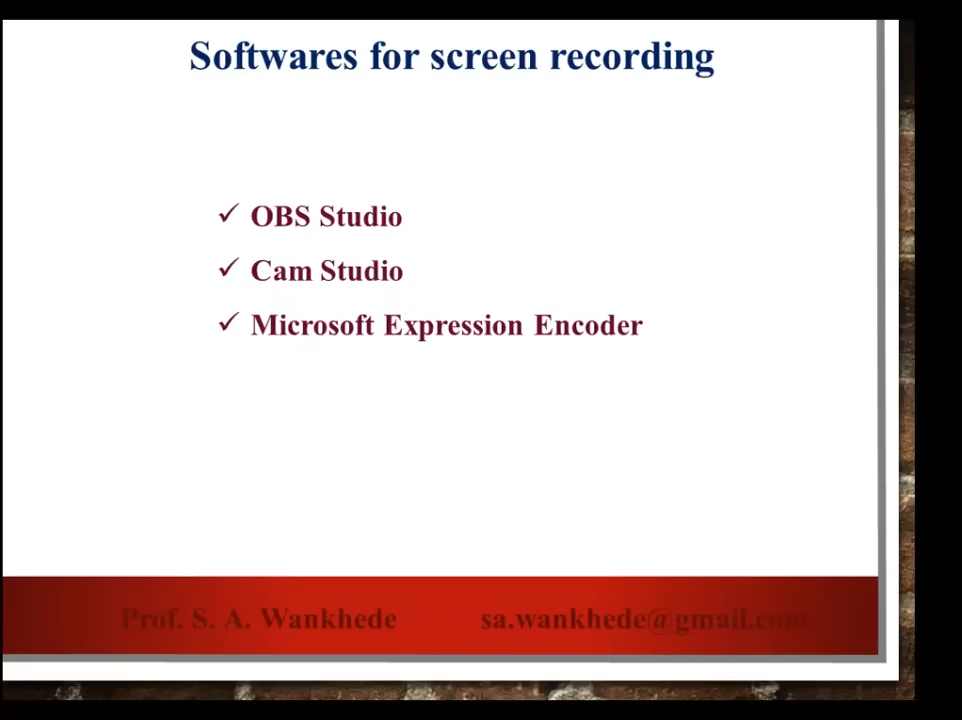 Softwares for screen recording
✓ OBS Studio
✓ Cam Studio
✓ Microsoft Expression Encoder
Prof. S. A. Wankhede sa.wankhede@gmail.com